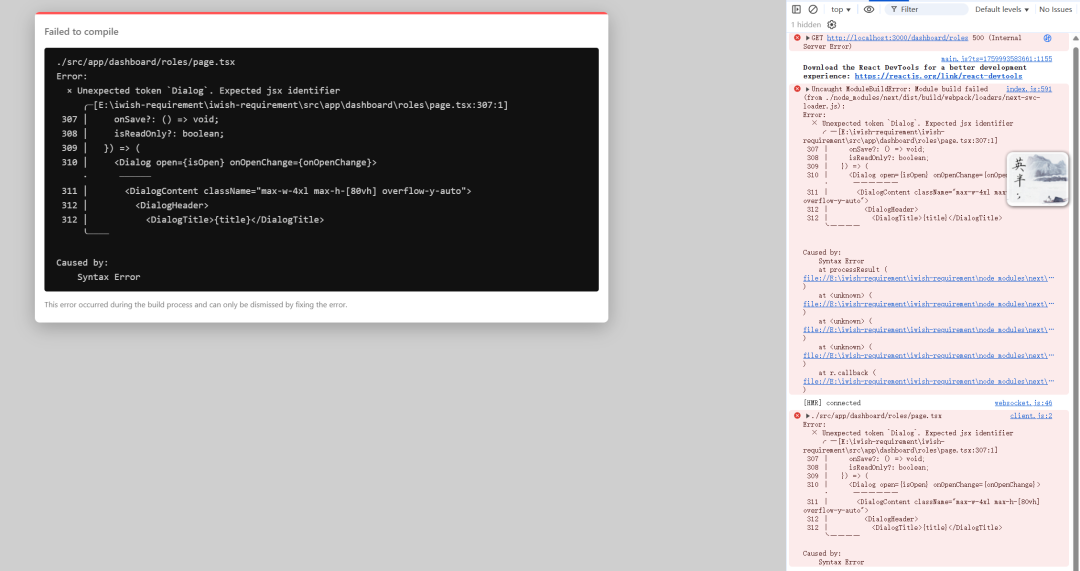 Failed to compile
./src/app/dashboard/roles/page.tsx
Error:
× Unexpected token `Dialog`. Expected jsx identifier
╭─[E:\iwish-requirement\iwish-requirement\src\app\dashboard\roles\page.tsx:307:1]
307 │ onSave?: () => void;
308 │ isReadOnly?: boolean;
309 │ }) => (
310 │ <Dialog open={isOpen} onOpenChange={onOpenChange}>
· ──────
311 │ <DialogContent className="max-w-4xl max-h-[80vh] overflow-y-auto">
312 │ <DialogHeader>
312 │ <DialogTitle>{title}</DialogTitle>
╰────
Caused by:
Syntax Error
This error occurred during the build process and can only be dismissed by fixing the error.
top ▾
Filter
Default levels ▾
No Issues
1 hidden
▸GET http://localhost:3000/dashboard/roles 500 (Internal
Server Error)
main.js?ts=1759993583661:1155
Download the React DevTools for a better development
experience: https://reactjs.org/link/react-devtools
▸Uncaught ModuleBuildError: Module build failed index.js:591
(from ./node_modules/next/dist/build/webpack/loaders/next-swc-
loader.js):
Error:
× Unexpected token `Dialog`. Expected jsx identifier
╭─[E:\iwish-requirement\iwish-
requirement\src\app\dashboard\roles\page.tsx:307:1]
307 │ onSave?: () => void;
308 │ isReadOnly?: boolean;
309 │ }) => (
310 │ <Dialog open={isOpen} onOpen
· ──────
311 │ <DialogContent className="max-w-4xl max
overflow-y-auto">
312 │ <DialogHeader>
312 │ <DialogTitle>{title}</DialogTitle>
╰────
英
半
Caused by:
Syntax Error
at processResult (
file://E:\iwish-requirement\iwish-requirement\node_modules\next\…
)
at <unknown> (
file://E:\iwish-requirement\iwish-requirement\node_modules\next\…
)
at <unknown> (
file://E:\iwish-requirement\iwish-requirement\node_modules\next\…
)
at <unknown> (
file://E:\iwish-requirement\iwish-requirement\node_modules\next\…
)
at r.callback (
file://E:\iwish-requirement\iwish-requirement\node_modules\next\…
)
[HMR] connected websocket.js:46
▸./src/app/dashboard/roles/page.tsx client.js:2
Error:
× Unexpected token `Dialog`. Expected jsx identifier
╭─[E:\iwish-requirement\iwish-
requirement\src\app\dashboard\roles\page.tsx:307:1]
307 │ onSave?: () => void;
308 │ isReadOnly?: boolean;
309 │ }) => (
310 │ <Dialog open={isOpen} onOpenChange={onOpenChange}>
· ──────
311 │ <DialogContent className="max-w-4xl max-h-[80vh]
overflow-y-auto">
312 │ <DialogHeader>
312 │ <DialogTitle>{title}</DialogTitle>
╰────
Caused by:
Syntax Error